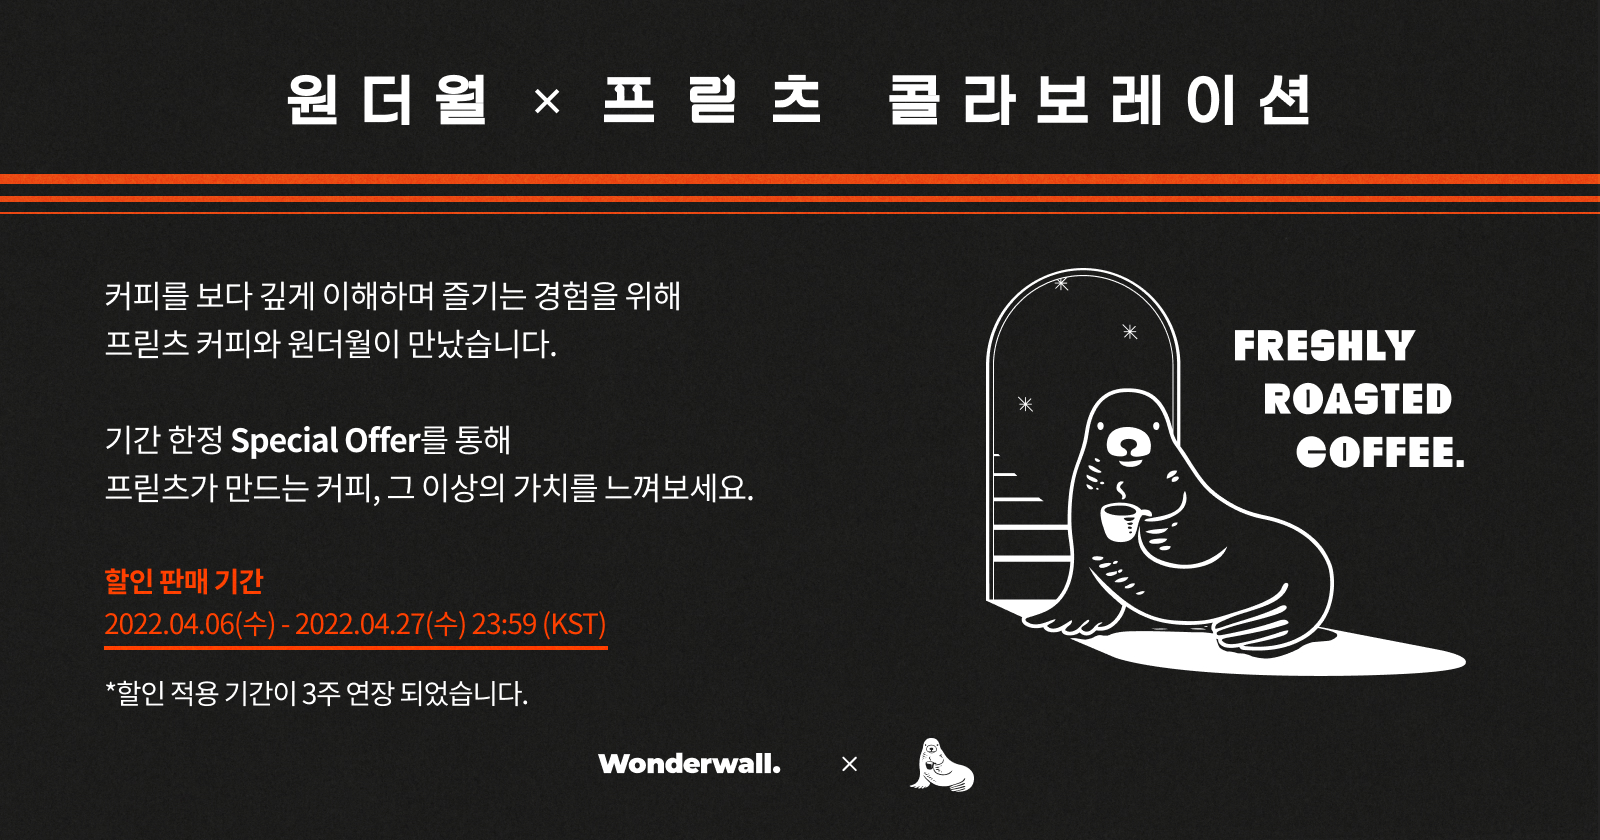 원더월 × 프릳츠 콜라보레이션
커피를 보다 깊게 이해하며 즐기는 경험을 위해
프릳츠 커피와 원더월이 만났습니다.
기간 한정 Special Offer를 통해
프릳츠가 만드는 커피, 그 이상의 가치를 느껴보세요.
할인 판매 기간
2022.04.06(수) - 2022.04.27(수) 23:59 (KST)
*할인 적용 기간이 3주 연장 되었습니다.
FRESHLY
ROASTED
COFFEE.
Wonderwall. ×